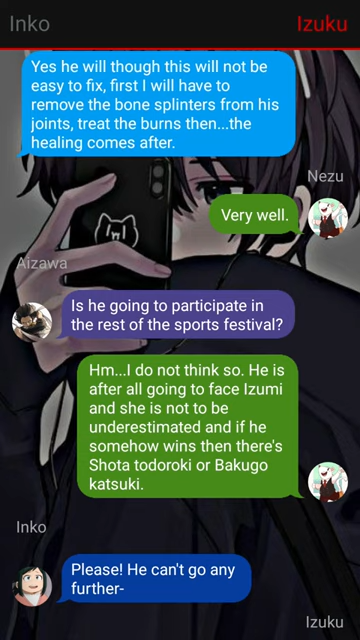 Inko
Izuku
Yes he will though this will not be
easy to fix, first I will have to
remove the bone splinters from his
joints, treat the burns then...the
healing comes after.
Nezu
Very well.
Aizawa
Is he going to participate in
the rest of the sports festival?
Hm...I do not think so. He is
after all going to face Izumi
and she is not to be
underestimated and if he
somehow wins then there's
Shota todoroki or Bakugo
katsuki.
Inko
Please! He can't go any
further-
Izuku